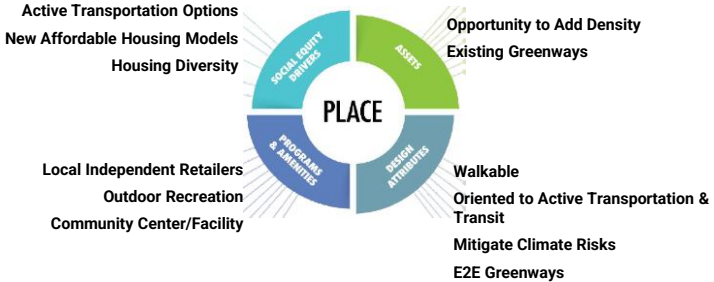 Active Transportation Options
New Affordable Housing Models
Housing Diversity
SOCIAL EQUITY
DRIVERS
ASSETS
Opportunity to Add Density
Existing Greenways
PLACE
Local Independent Retailers
Outdoor Recreation
Community Center/Facility
PROGRAMS
& AMENITIES
DESIGN
ATTRIBUTES
Walkable
Oriented to Active Transportation &
Transit
Mitigate Climate Risks
E2E Greenways